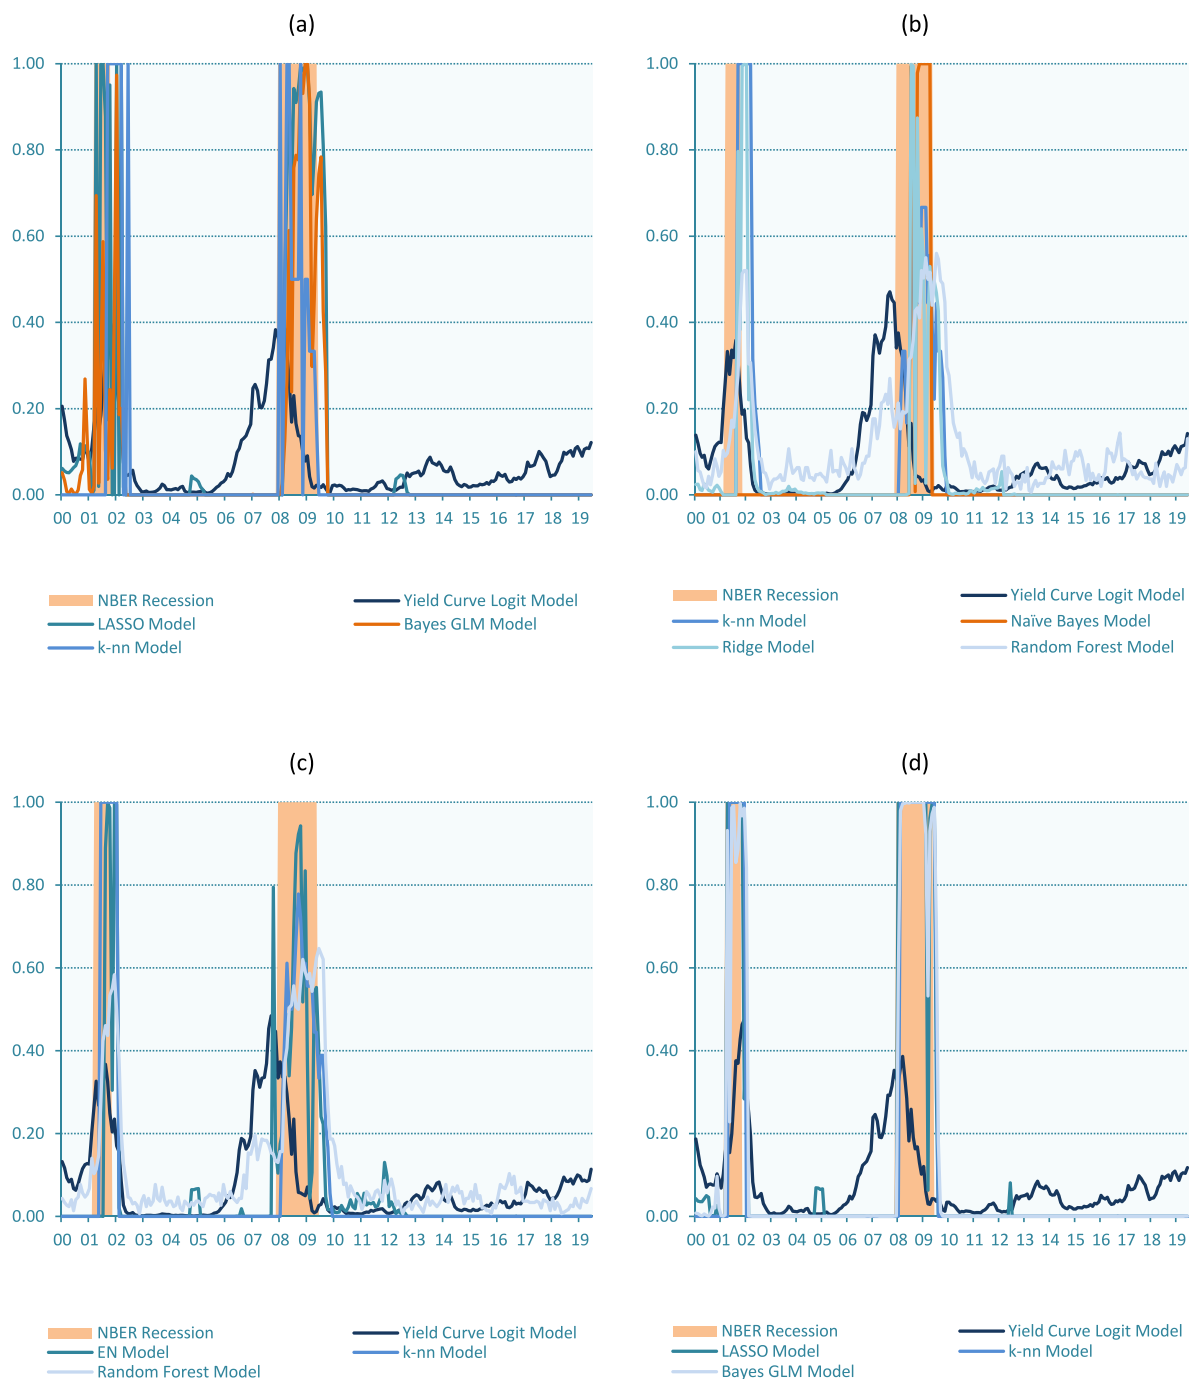 (a)
1.00
0.80
0.60
0.40
0.20
0.00
00 01 02 03 04 05 06 07 08 09 10 11 12 13 14 15 16 17 18 19
NBER Recession
Yield Curve Logit Model
LASSO Model
Bayes GLM Model
k-nn Model
(b)
1.00
0.80
0.60
0.40
0.20
0.00
00 01 02 03 04 05 06 07 08 09 10 11 12 13 14 15 16 17 18 19
NBER Recession
Yield Curve Logit Model
k-nn Model
Naïve Bayes Model
Ridge Model
Random Forest Model
(c)
1.00
0.80
0.60
0.40
0.20
0.00
00 01 02 03 04 05 06 07 08 09 10 11 12 13 14 15 16 17 18 19
NBER Recession
Yield Curve Logit Model
EN Model
k-nn Model
Random Forest Model
(d)
1.00
0.80
0.60
0.40
0.20
0.00
00 01 02 03 04 05 06 07 08 09 10 11 12 13 14 15 16 17 18 19
NBER Recession
Yield Curve Logit Model
LASSO Model
k-nn Model
Bayes GLM Model